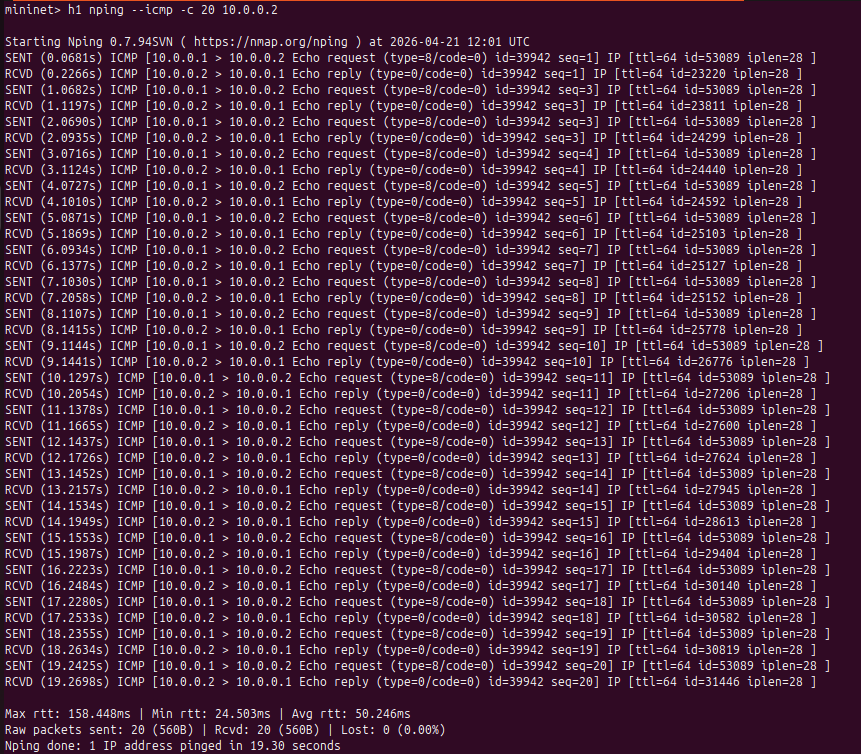 mininet> h1 nping --icmp -c 20 10.0.0.2
Starting Nping 0.7.94SVN ( https://nmap.org/nping ) at 2026-04-21 12:01 UTC
SENT (0.0681s) ICMP [10.0.0.1 > 10.0.0.2 Echo request (type=8/code=0) id=39942 seq=1] IP [ttl=64 id=53089 iplen=28 ]
RCVD (0.2266s) ICMP [10.0.0.2 > 10.0.0.1 Echo reply (type=0/code=0) id=39942 seq=1] IP [ttl=64 id=23220 iplen=28 ]
SENT (1.0682s) ICMP [10.0.0.1 > 10.0.0.2 Echo request (type=8/code=0) id=39942 seq=3] IP [ttl=64 id=53089 iplen=28 ]
RCVD (1.1197s) ICMP [10.0.0.2 > 10.0.0.1 Echo reply (type=0/code=0) id=39942 seq=3] IP [ttl=64 id=23811 iplen=28 ]
SENT (2.0690s) ICMP [10.0.0.1 > 10.0.0.2 Echo request (type=8/code=0) id=39942 seq=3] IP [ttl=64 id=53089 iplen=28 ]
RCVD (2.0935s) ICMP [10.0.0.2 > 10.0.0.1 Echo reply (type=0/code=0) id=39942 seq=3] IP [ttl=64 id=24299 iplen=28 ]
SENT (3.0716s) ICMP [10.0.0.1 > 10.0.0.2 Echo request (type=8/code=0) id=39942 seq=4] IP [ttl=64 id=53089 iplen=28 ]
RCVD (3.1124s) ICMP [10.0.0.2 > 10.0.0.1 Echo reply (type=0/code=0) id=39942 seq=4] IP [ttl=64 id=24440 iplen=28 ]
SENT (4.0727s) ICMP [10.0.0.1 > 10.0.0.2 Echo request (type=8/code=0) id=39942 seq=5] IP [ttl=64 id=53089 iplen=28 ]
RCVD (4.1010s) ICMP [10.0.0.2 > 10.0.0.1 Echo reply (type=0/code=0) id=39942 seq=5] IP [ttl=64 id=24592 iplen=28 ]
SENT (5.0871s) ICMP [10.0.0.1 > 10.0.0.2 Echo request (type=8/code=0) id=39942 seq=6] IP [ttl=64 id=53089 iplen=28 ]
RCVD (5.1869s) ICMP [10.0.0.2 > 10.0.0.1 Echo reply (type=0/code=0) id=39942 seq=6] IP [ttl=64 id=25103 iplen=28 ]
SENT (6.0934s) ICMP [10.0.0.1 > 10.0.0.2 Echo request (type=8/code=0) id=39942 seq=7] IP [ttl=64 id=53089 iplen=28 ]
RCVD (6.1377s) ICMP [10.0.0.2 > 10.0.0.1 Echo reply (type=0/code=0) id=39942 seq=7] IP [ttl=64 id=25127 iplen=28 ]
SENT (7.1030s) ICMP [10.0.0.1 > 10.0.0.2 Echo request (type=8/code=0) id=39942 seq=8] IP [ttl=64 id=53089 iplen=28 ]
RCVD (7.2058s) ICMP [10.0.0.2 > 10.0.0.1 Echo reply (type=0/code=0) id=39942 seq=8] IP [ttl=64 id=25152 iplen=28 ]
SENT (8.1107s) ICMP [10.0.0.1 > 10.0.0.2 Echo request (type=8/code=0) id=39942 seq=9] IP [ttl=64 id=53089 iplen=28 ]
RCVD (8.1415s) ICMP [10.0.0.2 > 10.0.0.1 Echo reply (type=0/code=0) id=39942 seq=9] IP [ttl=64 id=25778 iplen=28 ]
SENT (9.1144s) ICMP [10.0.0.1 > 10.0.0.2 Echo request (type=8/code=0) id=39942 seq=10] IP [ttl=64 id=53089 iplen=28 ]
RCVD (9.1441s) ICMP [10.0.0.2 > 10.0.0.1 Echo reply (type=0/code=0) id=39942 seq=10] IP [ttl=64 id=26776 iplen=28 ]
SENT (10.1297s) ICMP [10.0.0.1 > 10.0.0.2 Echo request (type=8/code=0) id=39942 seq=11] IP [ttl=64 id=53089 iplen=28 ]
RCVD (10.2054s) ICMP [10.0.0.2 > 10.0.0.1 Echo reply (type=0/code=0) id=39942 seq=11] IP [ttl=64 id=27206 iplen=28 ]
SENT (11.1378s) ICMP [10.0.0.1 > 10.0.0.2 Echo request (type=8/code=0) id=39942 seq=12] IP [ttl=64 id=53089 iplen=28 ]
RCVD (11.1665s) ICMP [10.0.0.2 > 10.0.0.1 Echo reply (type=0/code=0) id=39942 seq=12] IP [ttl=64 id=27600 iplen=28 ]
SENT (12.1437s) ICMP [10.0.0.1 > 10.0.0.2 Echo request (type=8/code=0) id=39942 seq=13] IP [ttl=64 id=53089 iplen=28 ]
RCVD (12.1726s) ICMP [10.0.0.2 > 10.0.0.1 Echo reply (type=0/code=0) id=39942 seq=13] IP [ttl=64 id=27624 iplen=28 ]
SENT (13.1452s) ICMP [10.0.0.1 > 10.0.0.2 Echo request (type=8/code=0) id=39942 seq=14] IP [ttl=64 id=53089 iplen=28 ]
RCVD (13.2157s) ICMP [10.0.0.2 > 10.0.0.1 Echo reply (type=0/code=0) id=39942 seq=14] IP [ttl=64 id=27945 iplen=28 ]
SENT (14.1534s) ICMP [10.0.0.1 > 10.0.0.2 Echo request (type=8/code=0) id=39942 seq=15] IP [ttl=64 id=53089 iplen=28 ]
RCVD (14.1949s) ICMP [10.0.0.2 > 10.0.0.1 Echo reply (type=0/code=0) id=39942 seq=15] IP [ttl=64 id=28613 iplen=28 ]
SENT (15.1553s) ICMP [10.0.0.1 > 10.0.0.2 Echo request (type=8/code=0) id=39942 seq=16] IP [ttl=64 id=53089 iplen=28 ]
RCVD (15.1987s) ICMP [10.0.0.2 > 10.0.0.1 Echo reply (type=0/code=0) id=39942 seq=16] IP [ttl=64 id=29404 iplen=28 ]
SENT (16.2223s) ICMP [10.0.0.1 > 10.0.0.2 Echo request (type=8/code=0) id=39942 seq=17] IP [ttl=64 id=53089 iplen=28 ]
RCVD (16.2484s) ICMP [10.0.0.2 > 10.0.0.1 Echo reply (type=0/code=0) id=39942 seq=17] IP [ttl=64 id=30140 iplen=28 ]
SENT (17.2280s) ICMP [10.0.0.1 > 10.0.0.2 Echo request (type=8/code=0) id=39942 seq=18] IP [ttl=64 id=53089 iplen=28 ]
RCVD (17.2533s) ICMP [10.0.0.2 > 10.0.0.1 Echo reply (type=0/code=0) id=39942 seq=18] IP [ttl=64 id=30582 iplen=28 ]
SENT (18.2355s) ICMP [10.0.0.1 > 10.0.0.2 Echo request (type=8/code=0) id=39942 seq=19] IP [ttl=64 id=53089 iplen=28 ]
RCVD (18.2634s) ICMP [10.0.0.2 > 10.0.0.1 Echo reply (type=0/code=0) id=39942 seq=19] IP [ttl=64 id=30819 iplen=28 ]
SENT (19.2425s) ICMP [10.0.0.1 > 10.0.0.2 Echo request (type=8/code=0) id=39942 seq=20] IP [ttl=64 id=53089 iplen=28 ]
RCVD (19.2698s) ICMP [10.0.0.2 > 10.0.0.1 Echo reply (type=0/code=0) id=39942 seq=20] IP [ttl=64 id=31446 iplen=28 ]
Max rtt: 158.448ms | Min rtt: 24.503ms | Avg rtt: 50.246ms
Raw packets sent: 20 (560B) | Rcvd: 20 (560B) | Lost: 0 (0.00%)
Nping done: 1 IP address pinged in 19.30 seconds